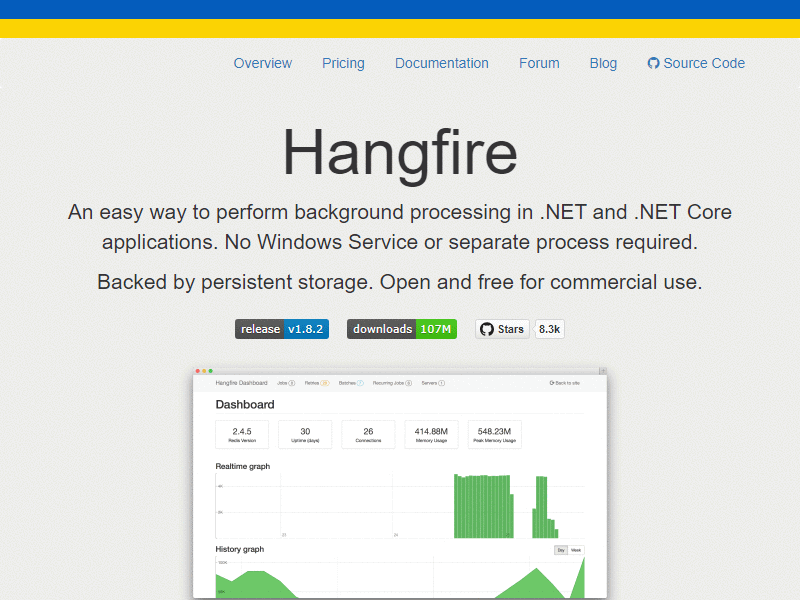 Overview Pricing Documentation Forum Blog Source Code
Hangfire
An easy way to perform background processing in .NET and .NET Core
applications. No Windows Service or separate process required.
Backed by persistent storage. Open and free for commercial use.
release v1.8.2 downloads 107M Stars 8.3k
Hangfire Dashboard Jobs Retries Batches Recurring Jobs Servers Back to site
Dashboard
2.4.5 30 26 414.88M 548.23M
Redis Version Uptime (days) Connections Memory Usage Peak Memory Usage
Realtime graph
History graph Day Week